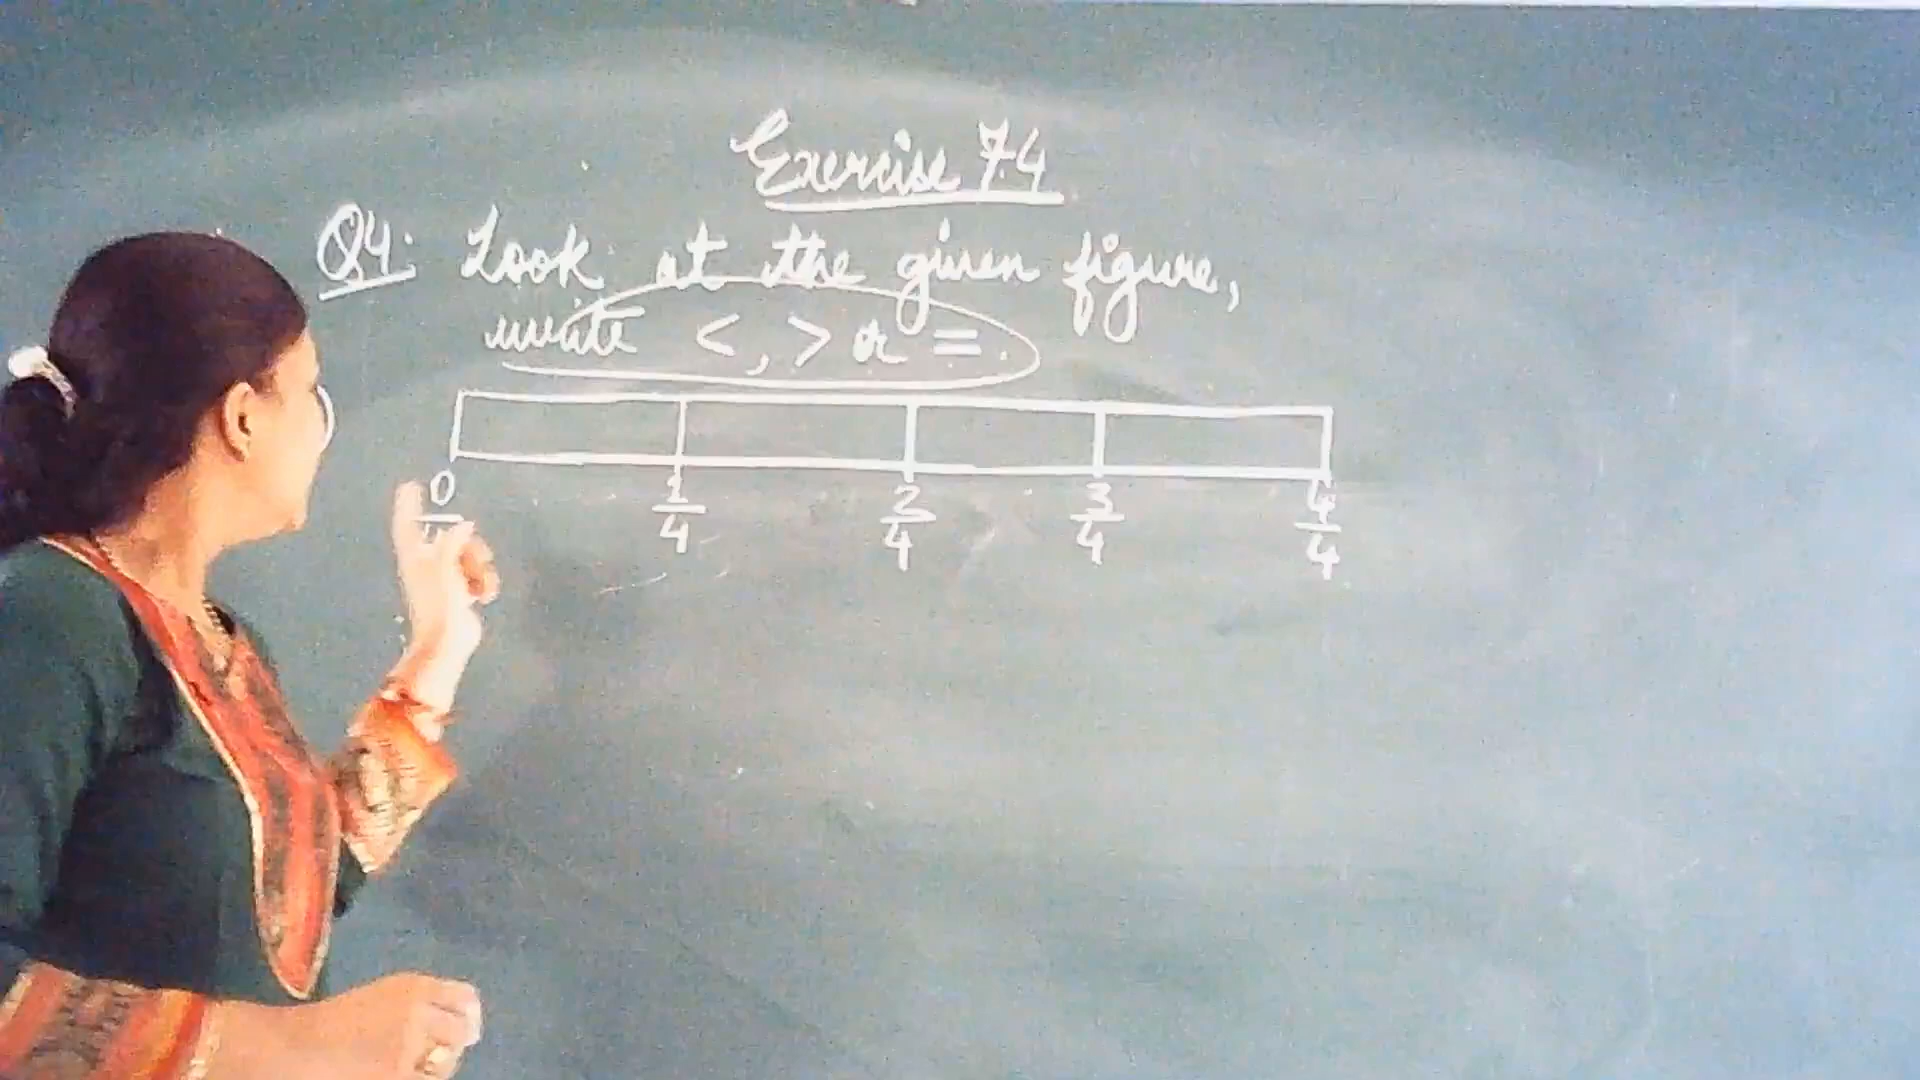 Exercise 7.4
Q4: Look at the given figure,
write <, > or =.
0/4 1/4 2/4 3/4 4/4